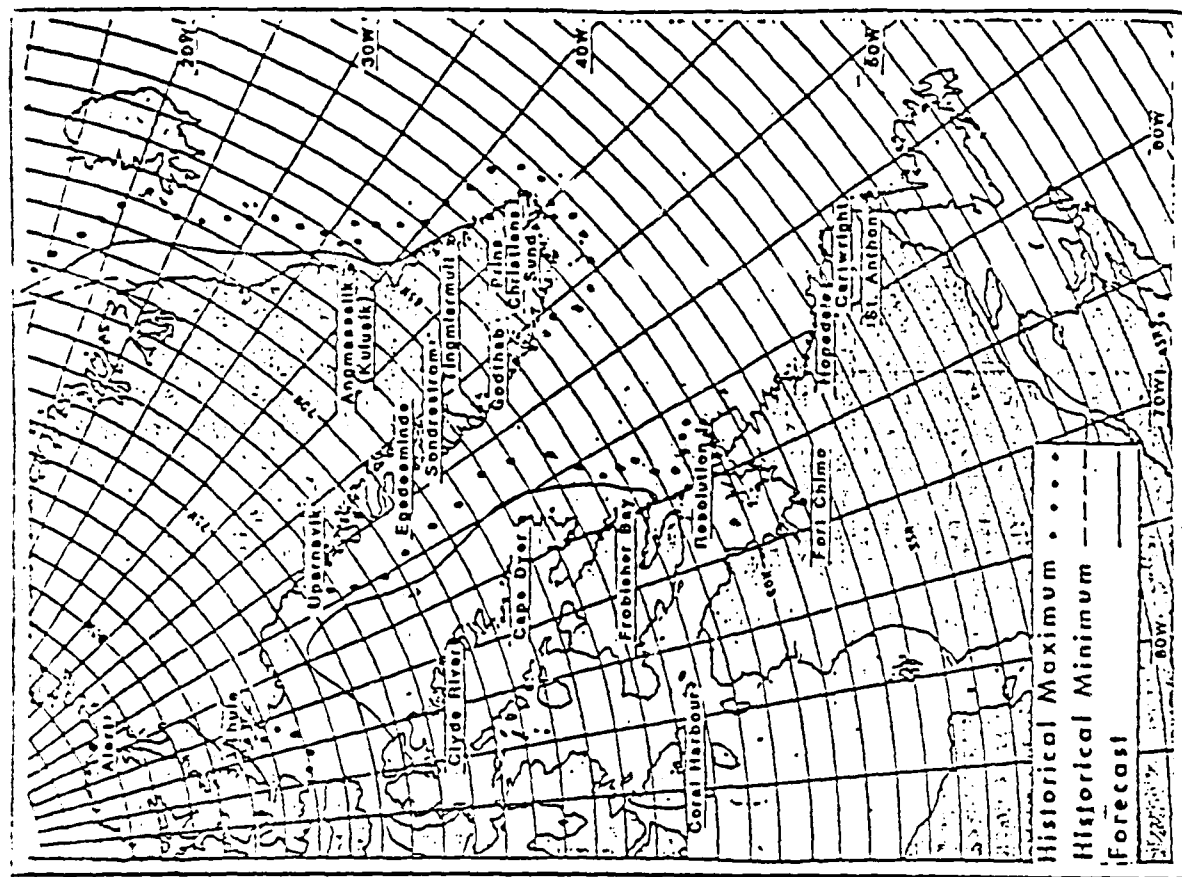 20W
30W
40W
50W
60W
70W
80W
Alert
Thule
Upernavik
Egedesminde
Sondrestrom
Angmagssalik
(Kulusuk)
Tingmiarmuit
Godthab
Prins
Christians
Sund
Clyde River
Cape Dyer
Frobisher Bay
Resolution
Coral Harbour
Fort Chimo
Hopedale
Cartwright
St. Anthony
Historical Maximum
Historical Minimum
Forecast